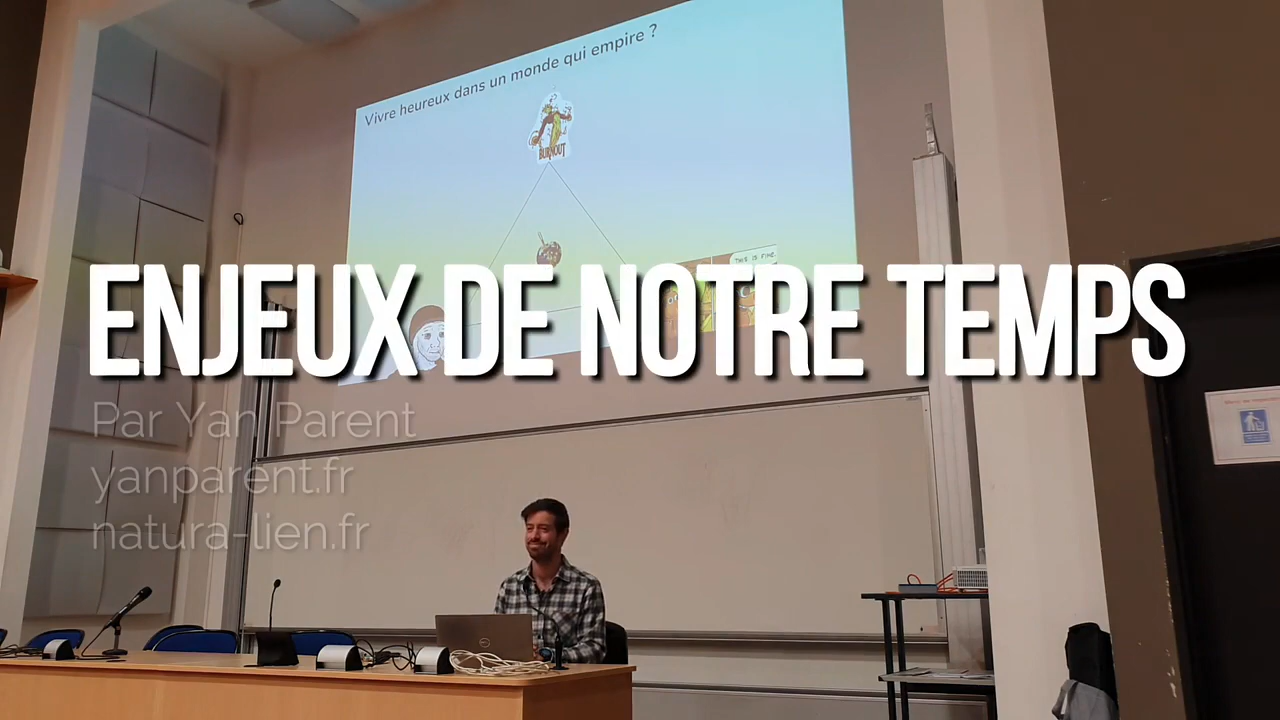 Vivre heureux dans un monde qui empire ?
BURNOUT
THIS IS FINE.
ENJEUX DE NOTRE TEMPS
Par Yan Parent
yanparent.fr
natura-lien.fr
DELL